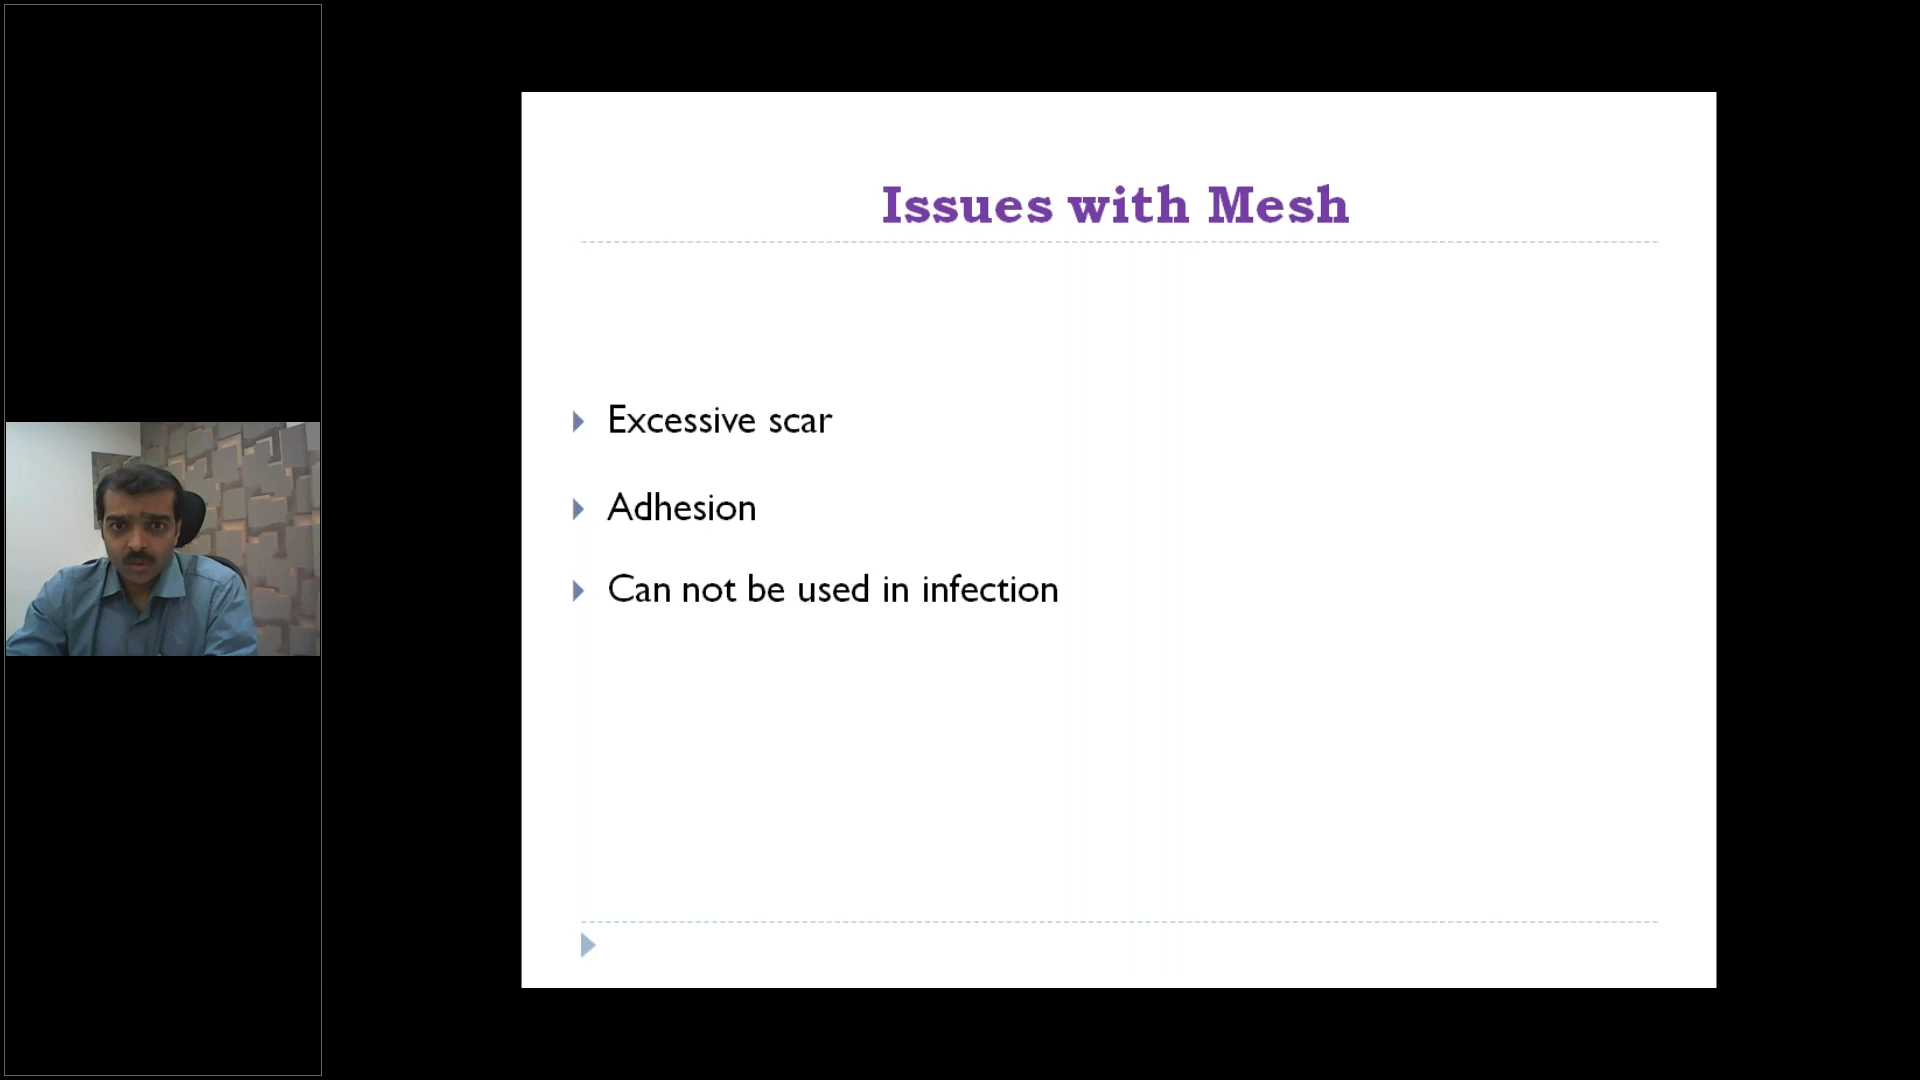 Issues with Mesh
Excessive scar
Adhesion
Can not be used in infection